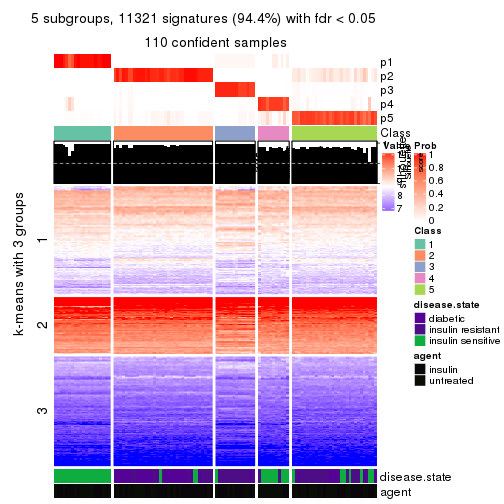 5 subgroups, 11321 signatures (94.4%) with fdr < 0.05
110 confident samples
p1
p2
p3
p4
p5
Class
k-means with 3 groups
1
2
3
Value
8
7
Prob
1
0.8
0.6
0.4
0.2
0
Class
1
2
3
4
5
disease.state
diabetic
insulin resistant
insulin sensitive
agent
insulin
untreated
disease.state
agent